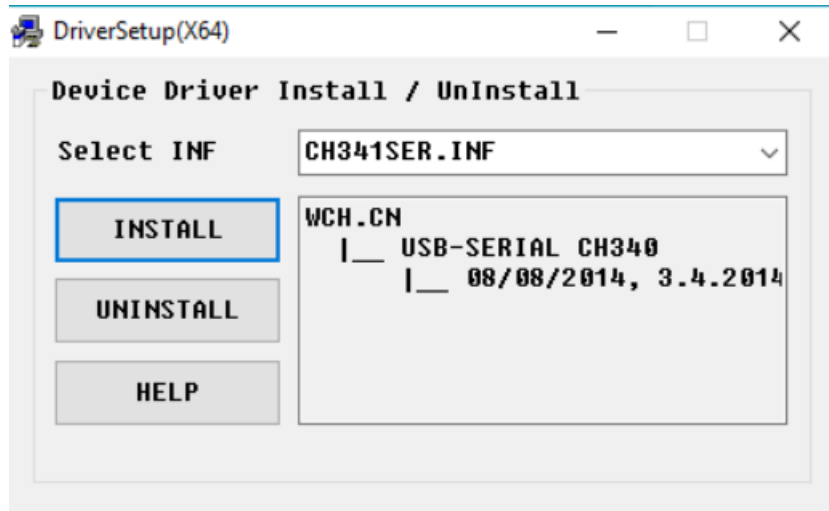 DriverSetup(X64)
Device Driver Install / UnInstall
Select INF
CH341SER.INF
INSTALL
UNINSTALL
HELP
WCH.CN
|__ USB-SERIAL CH340
|__ 08/08/2014, 3.4.2014